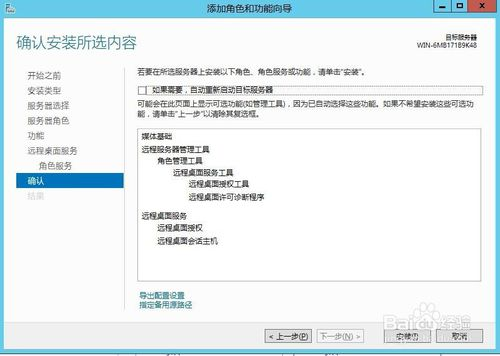 添加角色和功能向导
确认安装所选内容
目标服务器
WIN-6MB171B9K48
开始之前
安装类型
服务器选择
服务器角色
功能
远程桌面服务
角色服务
确认
结果
若要在所选服务器上安装以下角色、角色服务或功能，请单击"安装"。
如果需要，自动重新启动目标服务器
可能会在此页面上显示可选功能(如管理工具)，因为已自动选择这些功能。如果不希望安装这些可选功
能，请单击"上一步"以清除其复选框。
媒体基础
远程服务器管理工具
角色管理工具
远程桌面服务工具
远程桌面授权工具
远程桌面许可诊断程序
远程桌面服务
远程桌面授权
远程桌面会话主机
导出配置设置
指定备用源路径
< 上一步(P)
下一步(N) >
安装(I)
取消
Baidu经验